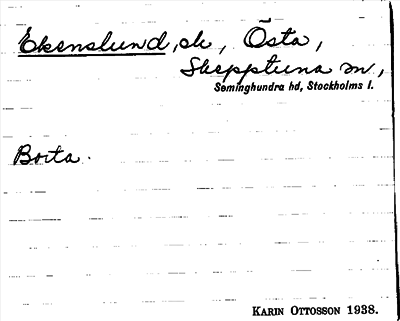 Ekenslund, sk, Östa,
Skepptuna sn,
Seminghundra hd, Stockholms l.
Borta.
KARIN OTTOSSON 1938.